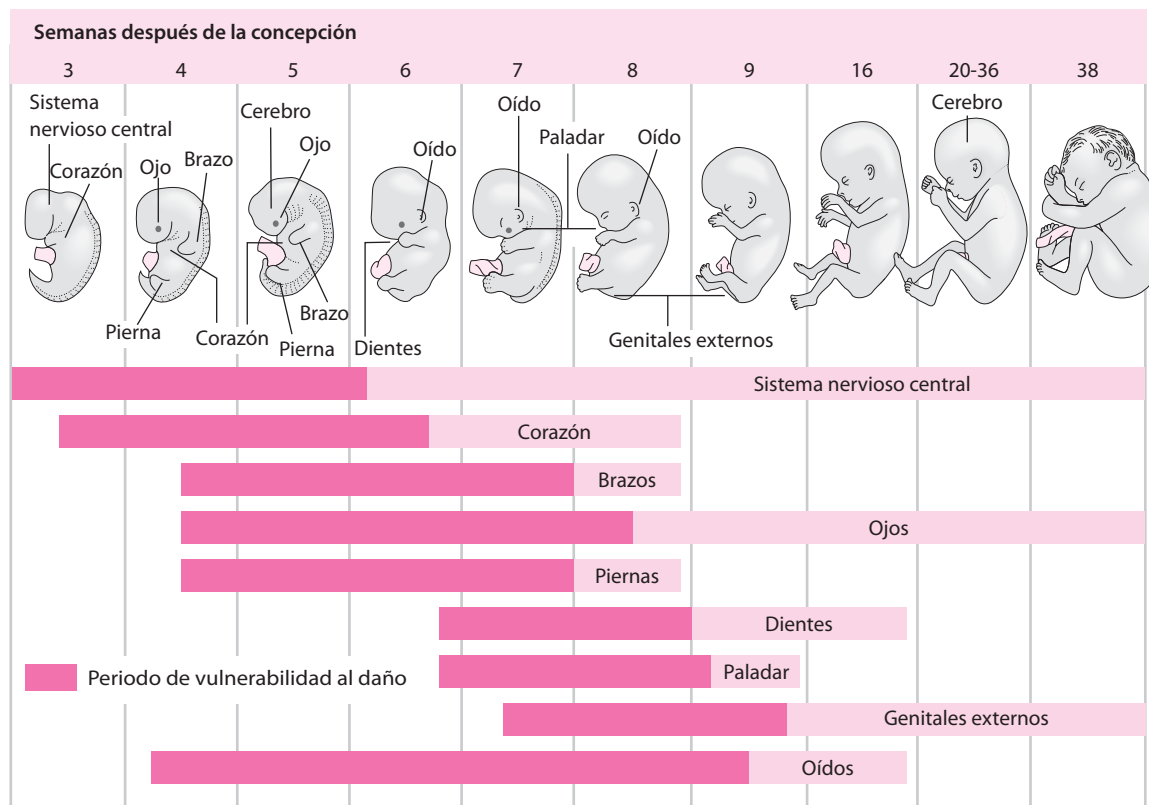 Semanas después de la concepción
3 4 5 6 7 8 9 16 20-36 38
Sistema
nervioso central
Corazón
Ojo
Brazo
Pierna
Corazón
Cerebro
Ojo
Brazo
Pierna
Oído
Dientes
Oído
Paladar
Oído
Genitales externos
Cerebro
Sistema nervioso central
Corazón
Brazos
Ojos
Piernas
Dientes
Paladar
Periodo de vulnerabilidad al daño
Genitales externos
Oídos